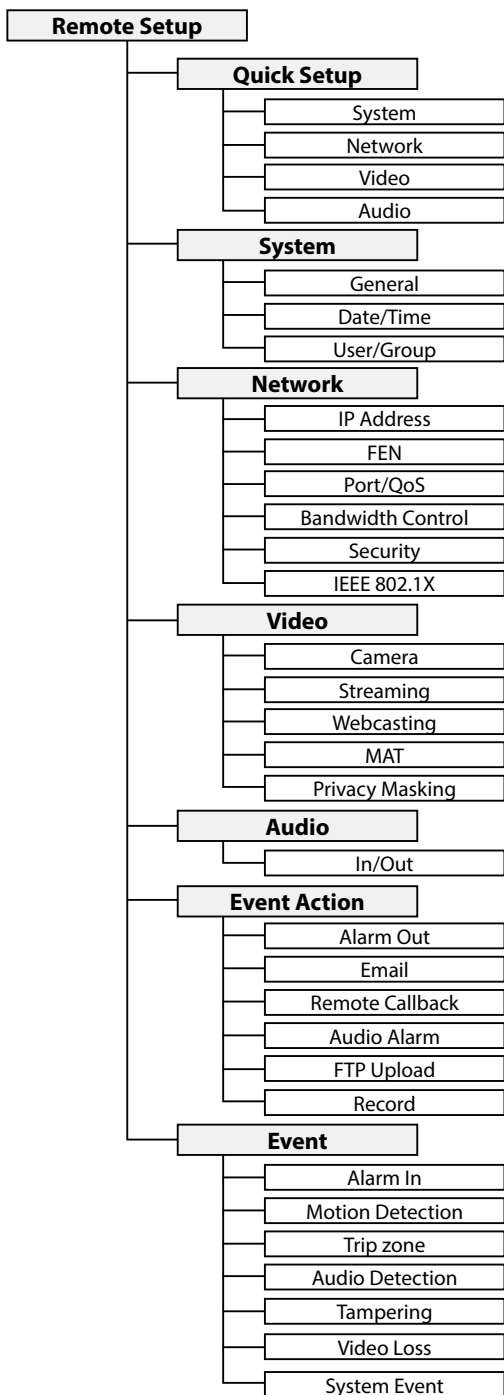 Remote Setup
Quick Setup
System
Network
Video
Audio
System
General
Date/Time
User/Group
Network
IP Address
FEN
Port/QoS
Bandwidth Control
Security
IEEE 802.1X
Video
Camera
Streaming
Webcasting
MAT
Privacy Masking
Audio
In/Out
Event Action
Alarm Out
Email
Remote Callback
Audio Alarm
FTP Upload
Record
Event
Alarm In
Motion Detection
Trip zone
Audio Detection
Tampering
Video Loss
System Event